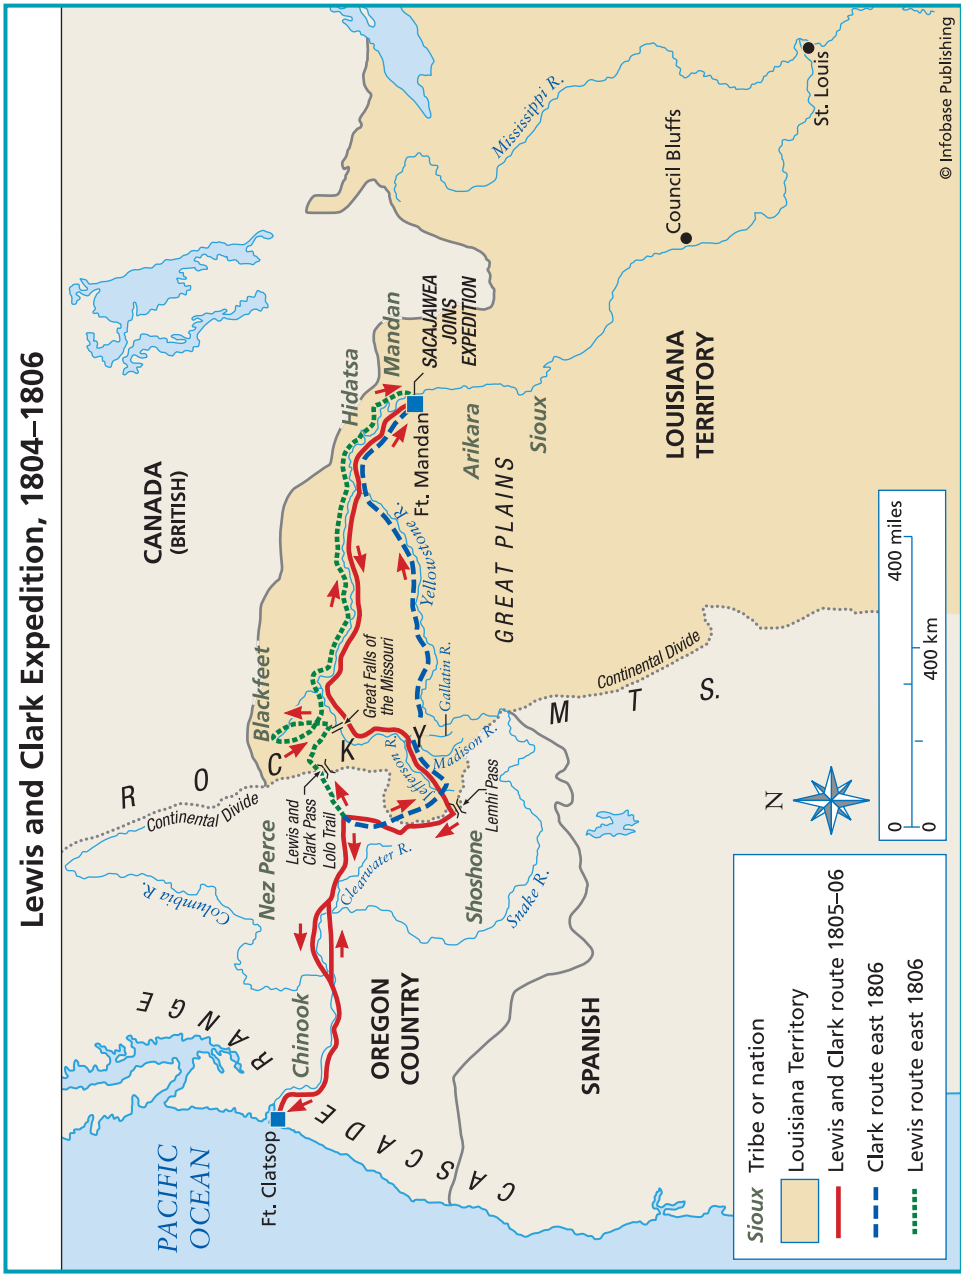 Lewis and Clark Expedition, 1804–1806
CANADA
(BRITISH)
PACIFIC
OCEAN
R O C K Y M T S.
Continental Divide
Columbia R.
CASCADE RANGE
Ft. Clatsop
Chinook
Nez Perce
Blackfeet
Hidatsa
Mandan
Lewis and
Clark Pass
Lolo Trail
Great Falls of
the Missouri
SACAJAWEA
JOINS
EXPEDITION
Ft. Mandan
OREGON
COUNTRY
Clearwater R.
Jefferson R.
Madison R.
Gallatin R.
Yellowstone R.
Arikara
Sioux
GREAT PLAINS
Shoshone
Lemhi Pass
Snake R.
Mississippi R.
SPANISH
Continental Divide
LOUISIANA
TERRITORY
Council Bluffs
St. Louis
Sioux Tribe or nation
Louisiana Territory
Lewis and Clark route 1805–06
Clark route east 1806
Lewis route east 1806
N
0 400 miles
0 400 km
© Infobase Publishing